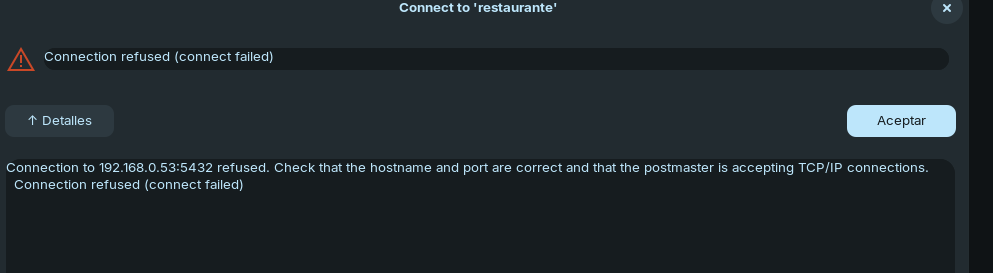 Connect to 'restaurante'
×
Connection refused (connect failed)
↑ Detalles
Aceptar
Connection to 192.168.0.53:5432 refused. Check that the hostname and port are correct and that the postmaster is accepting TCP/IP connections.
Connection refused (connect failed)